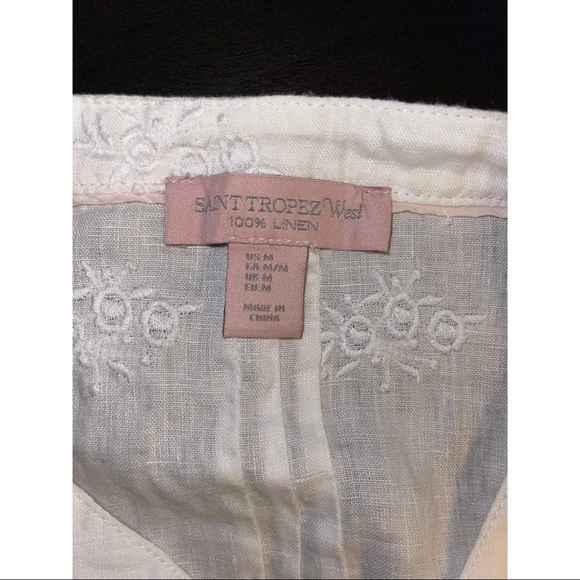 SAINT TROPEZ West
100% LINEN
US:M
CA:M/M
UK:M
EU:M
MADE IN
CHINA